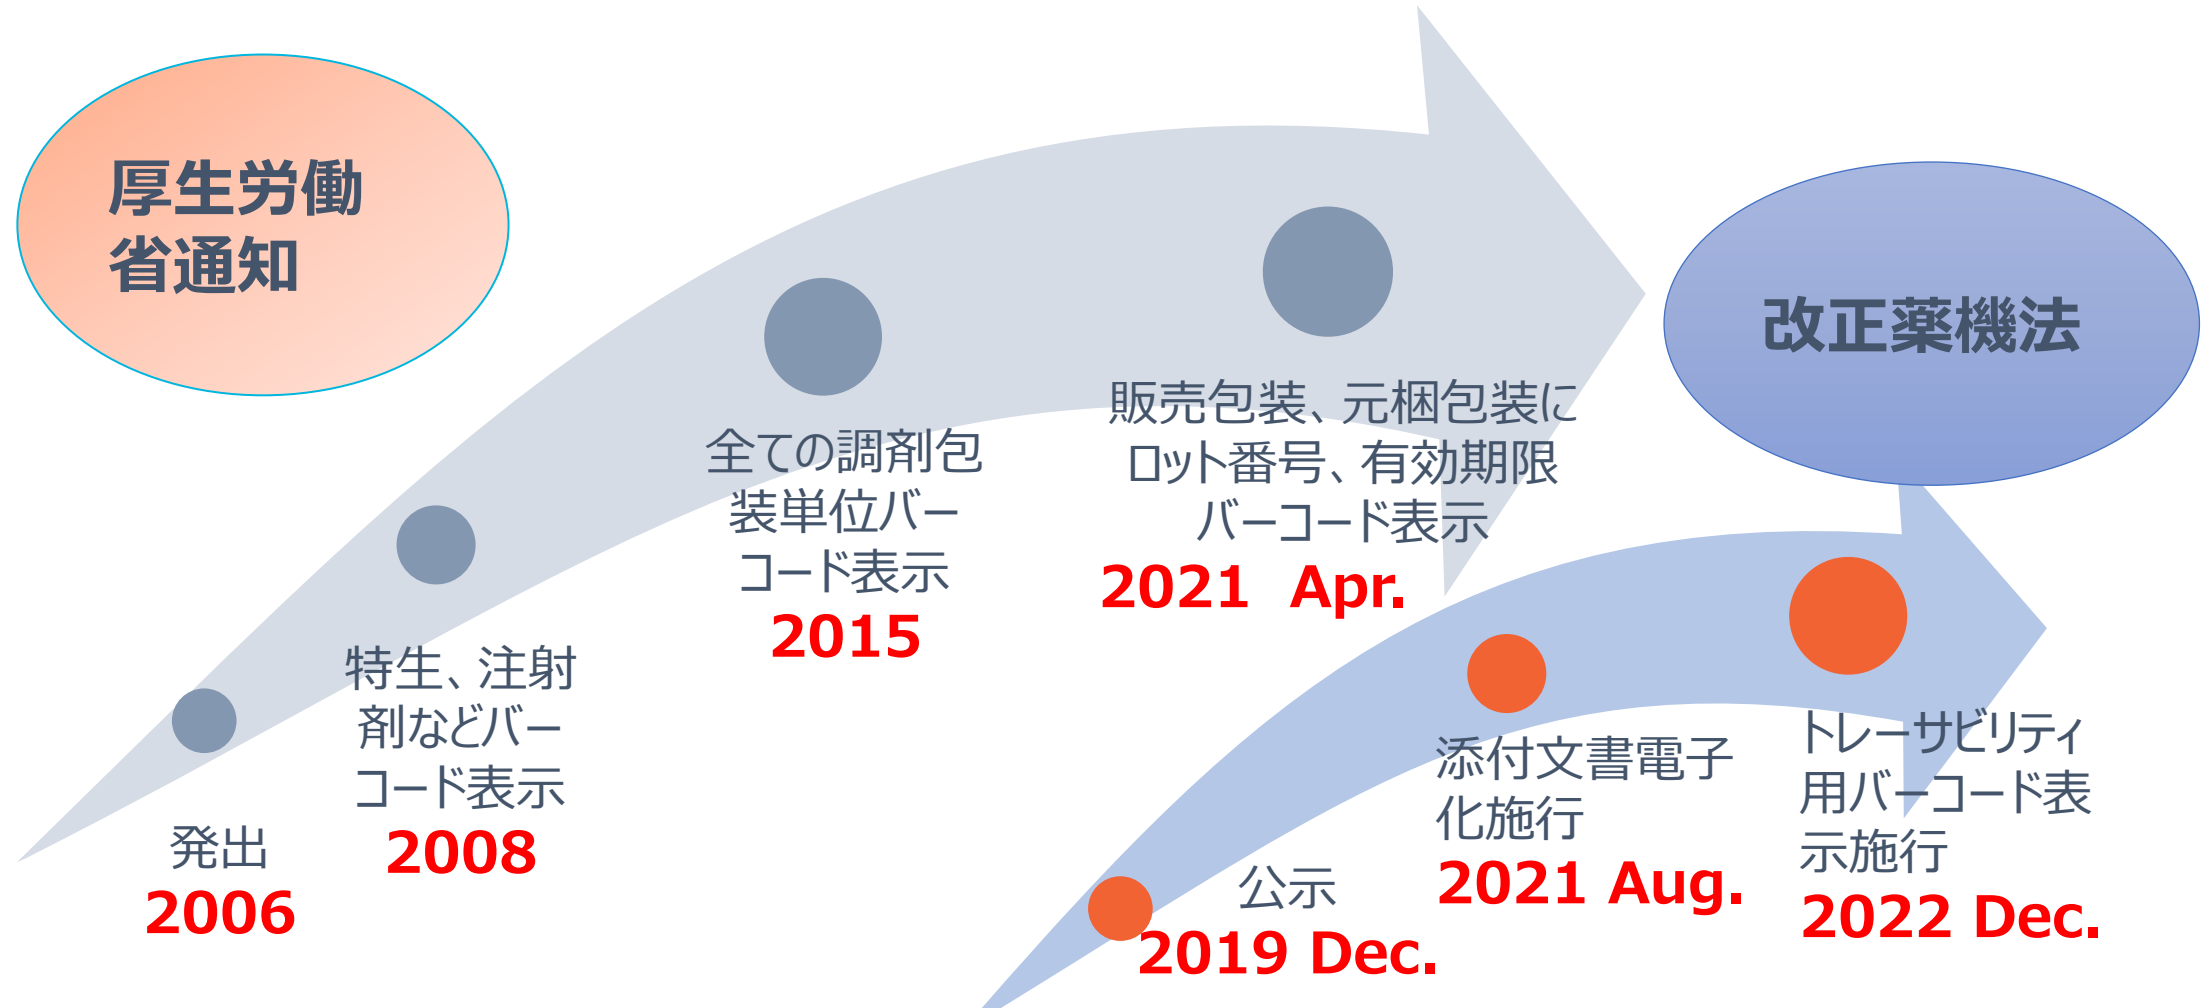 厚生労働
省通知
発出
2006
特生、注射
剤などバー
コード表示
2008
全ての調剤包
装単位バー
コード表示
2015
販売包装、元梱包装に
ロット番号、有効期限
バーコード表示
2021 Apr.
改正薬機法
公示
2019 Dec.
添付文書電子
化施行
2021 Aug.
トレーサビリティ
用バーコード表
示施行
2022 Dec.